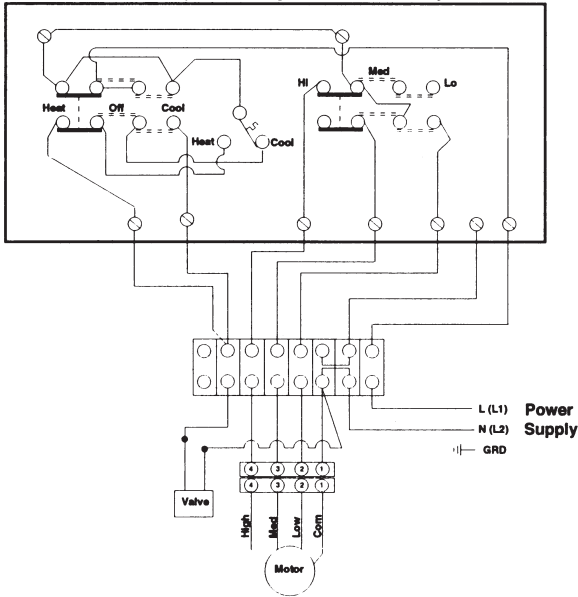 HI
Med
Lo
Heat
Off
Cool
Heat
Cool
L (L1) Power
N (L2) Supply
GRD
4 3 2 1
4 3 2 1
Valve
High
Med
Low
Com
Motor